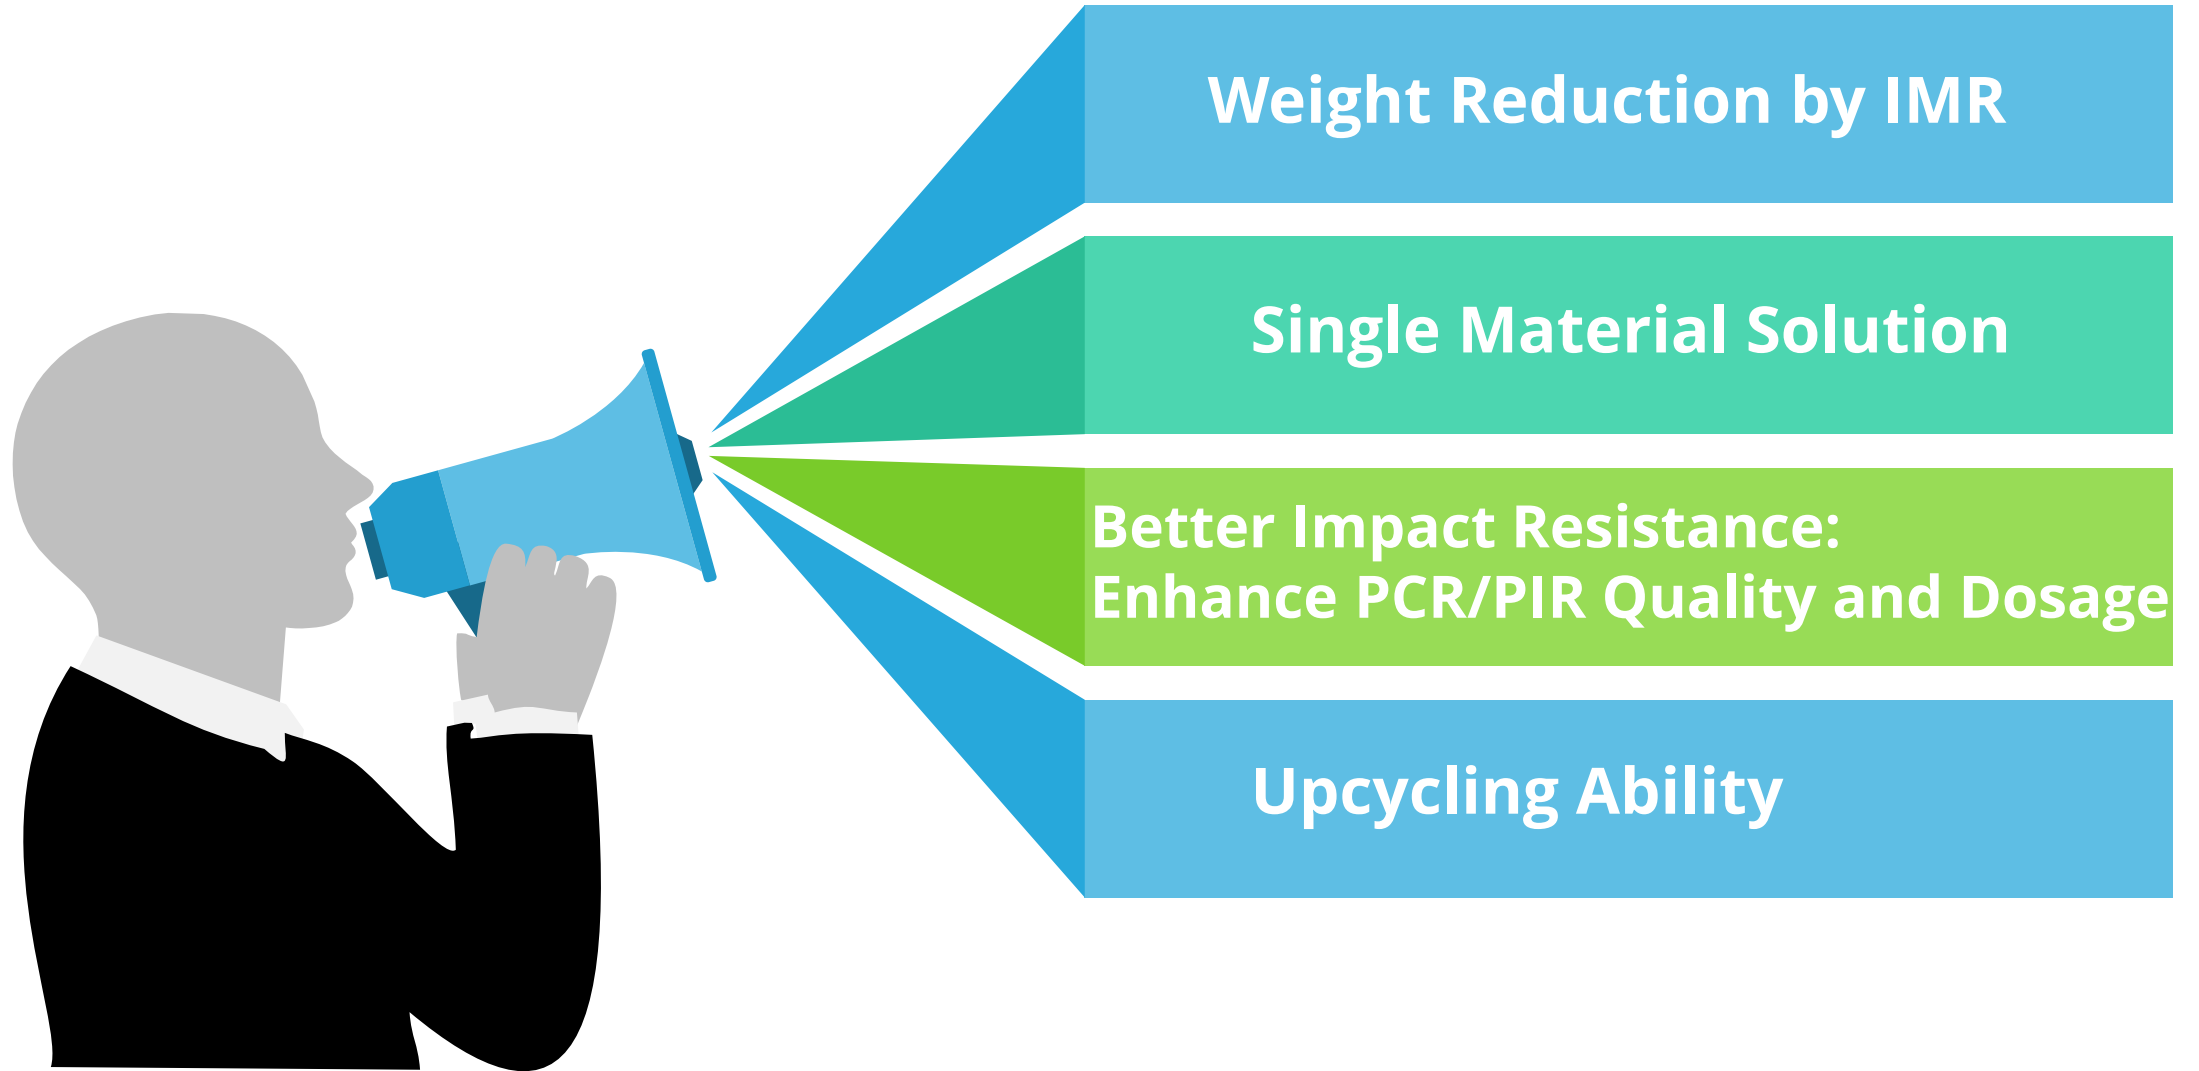 Weight Reduction by IMR
Single Material Solution
Better Impact Resistance:
Enhance PCR/PIR Quality and Dosage
Upcycling Ability